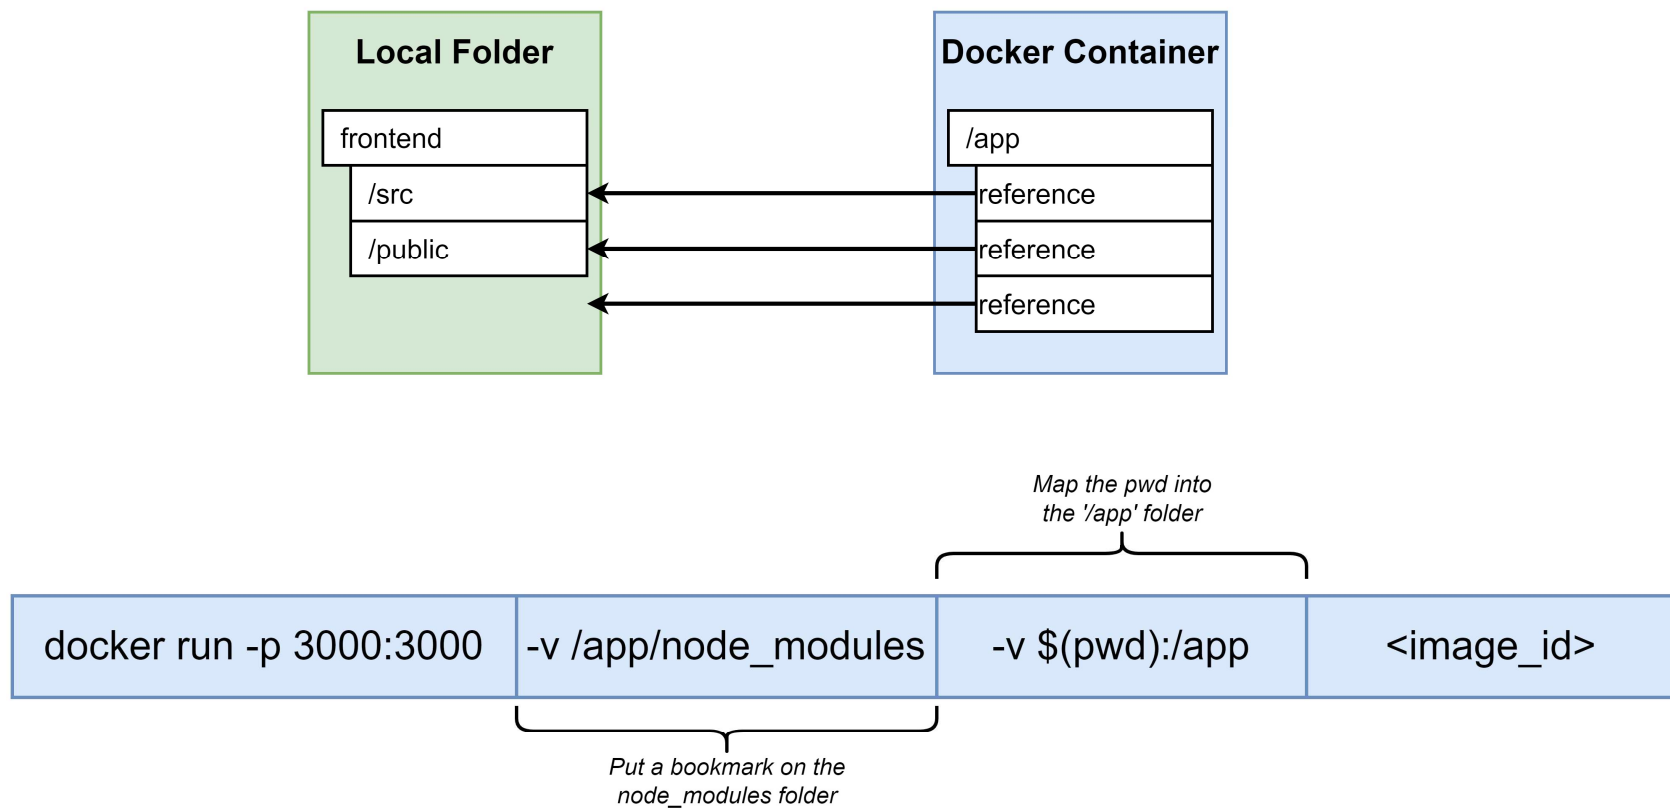 Local Folder
Docker Container
frontend
/app
/src
reference
/public
reference
reference
Map the pwd into
the '/app' folder
docker run -p 3000:3000
-v /app/node_modules
-v $(pwd):/app
<image_id>
Put a bookmark on the
node_modules folder